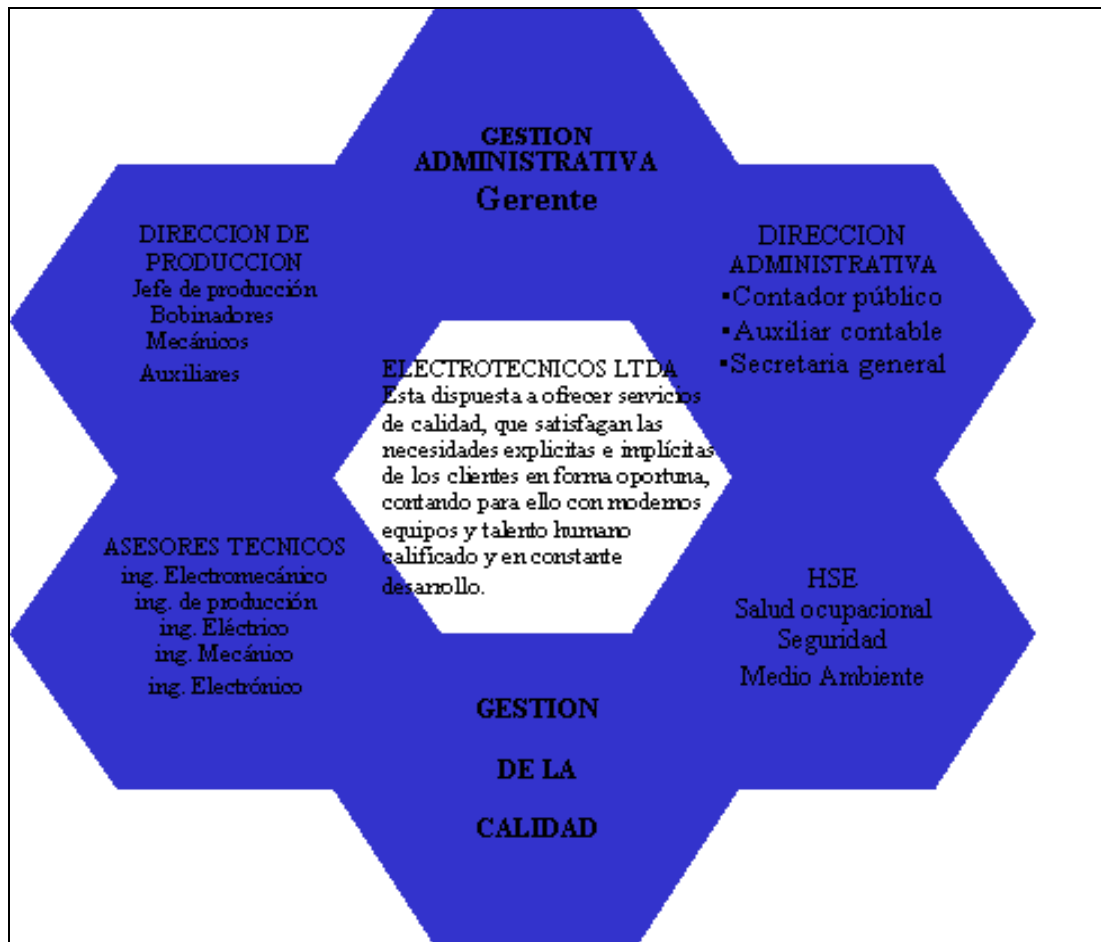 GESTION
ADMINISTRATIVA
Gerente
DIRECCION DE
PRODUCCION
Jefe de producción
Bobinadores
Mecánicos
Auxiliares
DIRECCION
ADMINISTRATIVA
▪Contador público
▪Auxiliar contable
▪Secretaria general
ELECTROTECNICOS LTDA
Esta dispuesta a ofrecer servicios
de calidad, que satisfagan las
necesidades explicitas e implícitas
de los clientes en forma oportuna,
contando para ello con modernos
equipos y talento humano
calificado y en constante
desarrollo.
ASESORES TECNICOS
ing. Electromecánico
ing. de producción
ing. Eléctrico
ing. Mecánico
ing. Electrónico
HSE
Salud ocupacional
Seguridad
Medio Ambiente
GESTION
DE LA
CALIDAD